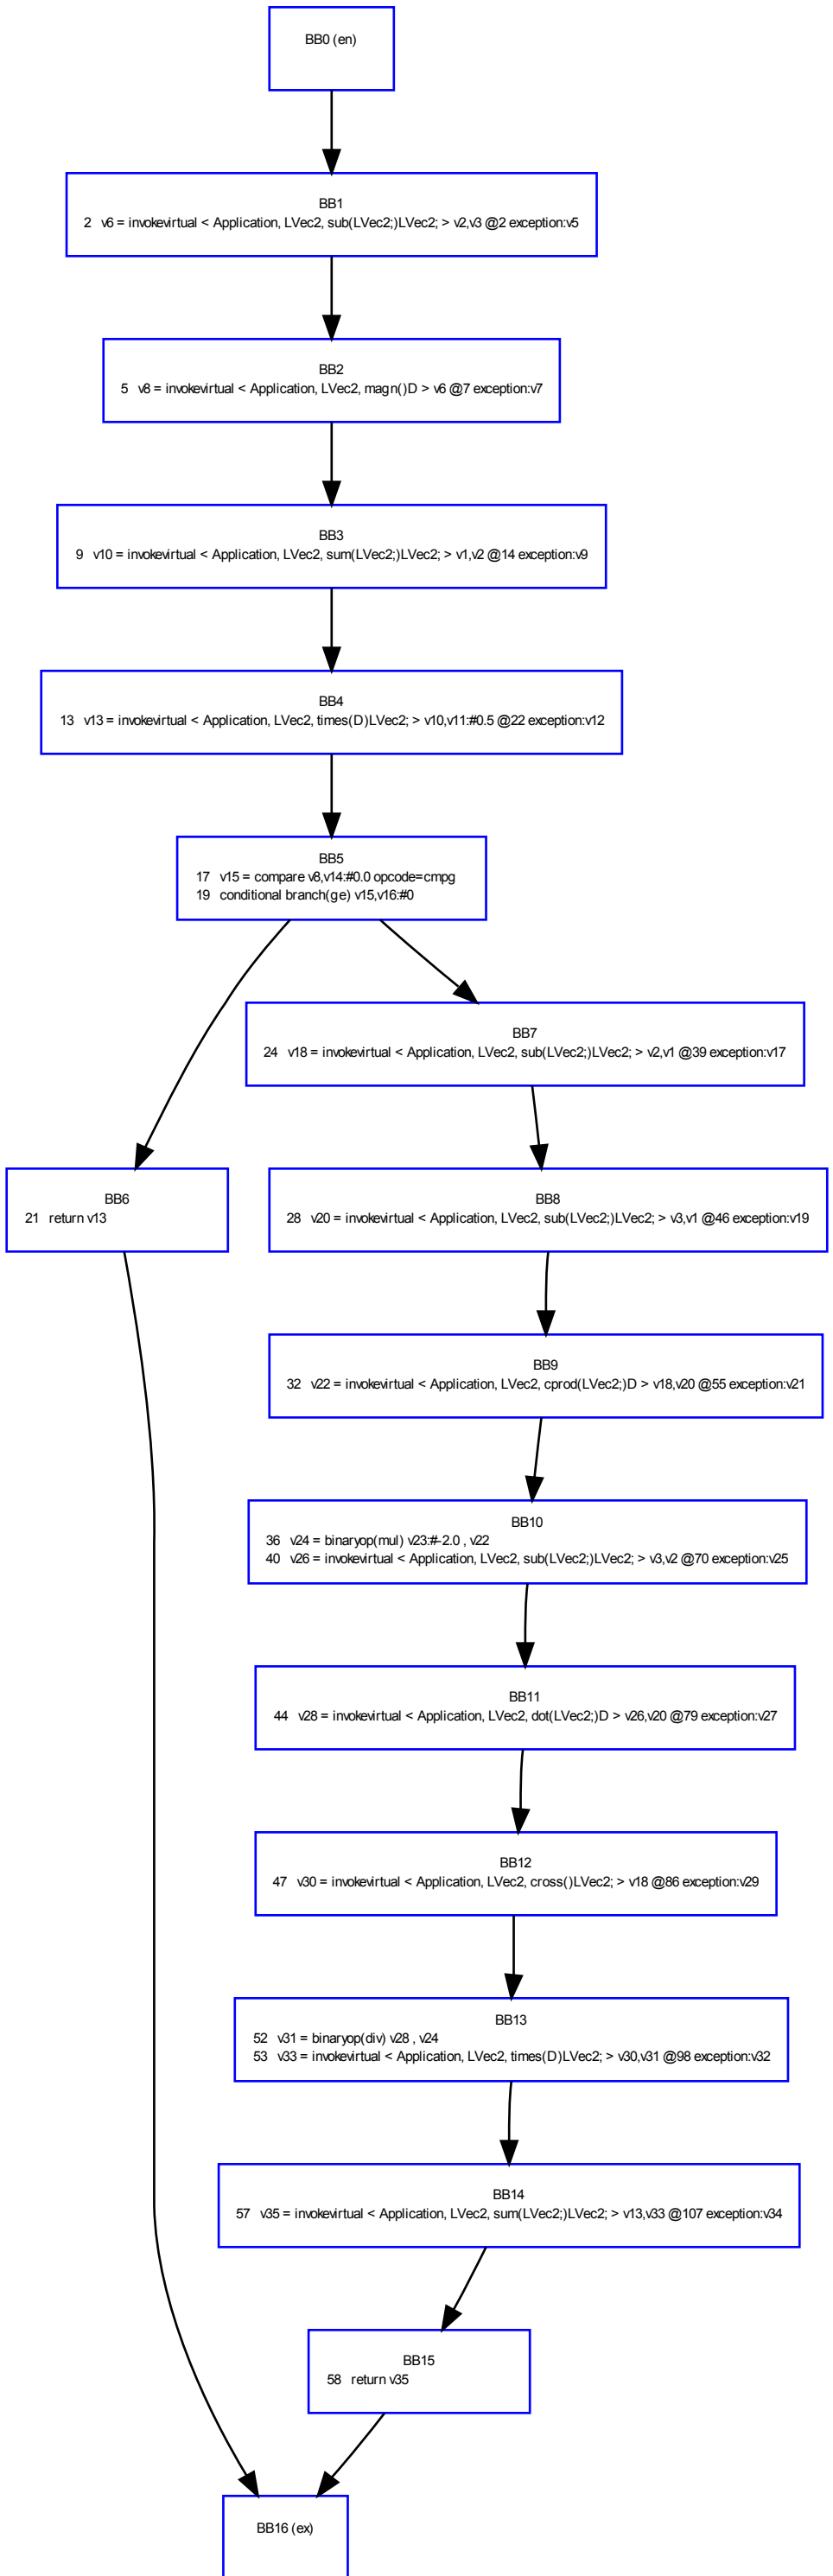 BB0 (en)
BB1
2 v6 = invokevirtual < Application, LVec2, sub(LVec2;)LVec2; > v2,v3 @2 exception:v5
BB2
5 v8 = invokevirtual < Application, LVec2, magn()D > v6 @7 exception:v7
BB3
9 v10 = invokevirtual < Application, LVec2, sum(LVec2;)LVec2; > v1,v2 @14 exception:v9
BB4
13 v13 = invokevirtual < Application, LVec2, times(D)LVec2; > v10,v11:#0.5 @22 exception:v12
BB5
17 v15 = compare v8,v14:#0.0 opcode=cmpg
19 conditional branch(ge) v15,v16:#0
BB7
24 v18 = invokevirtual < Application, LVec2, sub(LVec2;)LVec2; > v2,v1 @39 exception:v17
BB6
21 return v13
BB8
28 v20 = invokevirtual < Application, LVec2, sub(LVec2;)LVec2; > v3,v1 @46 exception:v19
BB9
32 v22 = invokevirtual < Application, LVec2, cprod(LVec2;)D > v18,v20 @55 exception:v21
BB10
36 v24 = binaryop(mul) v23:#-2.0 , v22
40 v26 = invokevirtual < Application, LVec2, sub(LVec2;)LVec2; > v3,v2 @70 exception:v25
BB11
44 v28 = invokevirtual < Application, LVec2, dot(LVec2;)D > v26,v20 @79 exception:v27
BB12
47 v30 = invokevirtual < Application, LVec2, cross()LVec2; > v18 @86 exception:v29
BB13
52 v31 = binaryop(div) v28 , v24
53 v33 = invokevirtual < Application, LVec2, times(D)LVec2; > v30,v31 @98 exception:v32
BB14
57 v35 = invokevirtual < Application, LVec2, sum(LVec2;)LVec2; > v13,v33 @107 exception:v34
BB15
58 return v35
BB16 (ex)